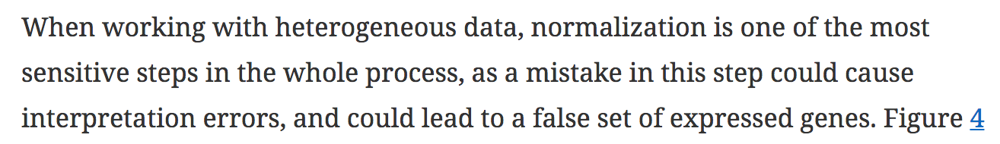 When working with heterogeneous data, normalization is one of the most
sensitive steps in the whole process, as a mistake in this step could cause
interpretation errors, and could lead to a false set of expressed genes. Figure 4